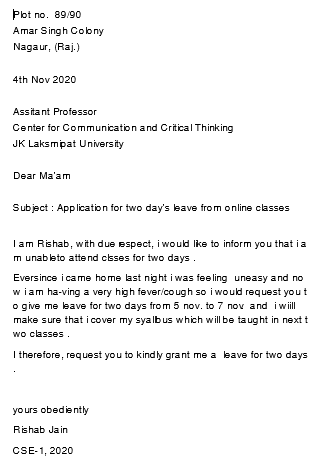 Plot no. 89/90
Amar Singh Colony
Nagaur, (Raj.)
4th Nov 2020
Assitant Professor
Center for Communication and Critical Thinking
JK Laksmipat University
Dear Ma'am
Subject : Application for two day's leave from online classes
I am Rishab, with due respect, i would like to inform you that i a
m unableto attend clsses for two days .
Eversince i came home last night i was feeling uneasy and no
w i am ha-ving a very high fever/cough so i would request you t
o give me leave for two days from 5 nov. to 7 nov and i wiill
make sure that i cover my syallbus which will be taught in next t
wo classes .
I therefore, request you to kindly grant me a leave for two days
.
yours obediently
Rishab Jain
CSE-1, 2020